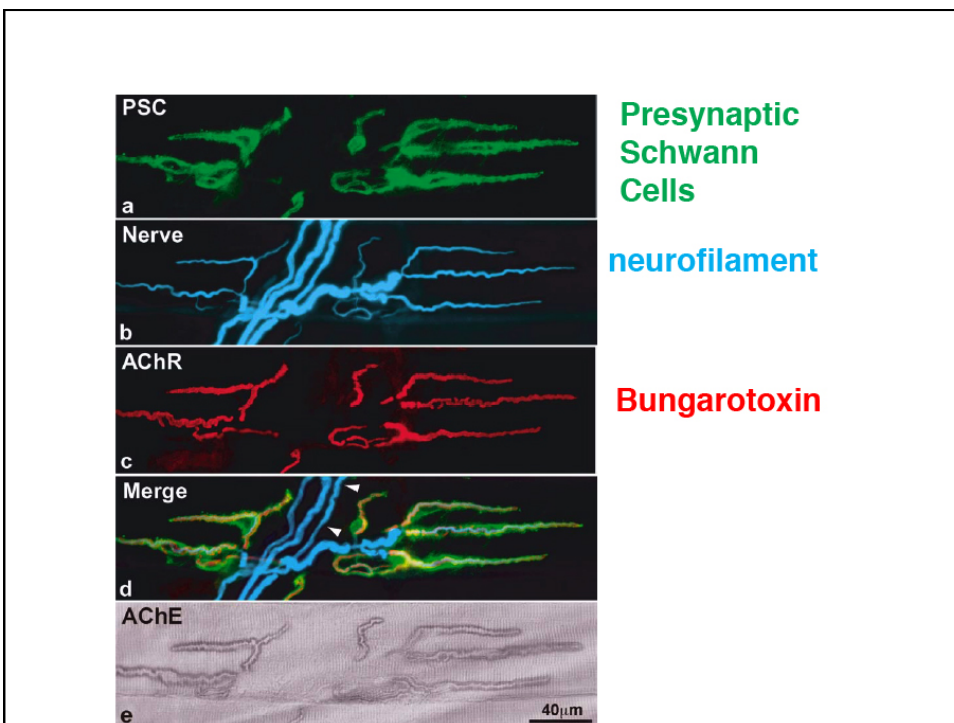 PSC
a
Presynaptic
Schwann
Cells
Nerve
b
neurofilament
AChR
c
Bungarotoxin
Merge
d
AChE
e
40µm